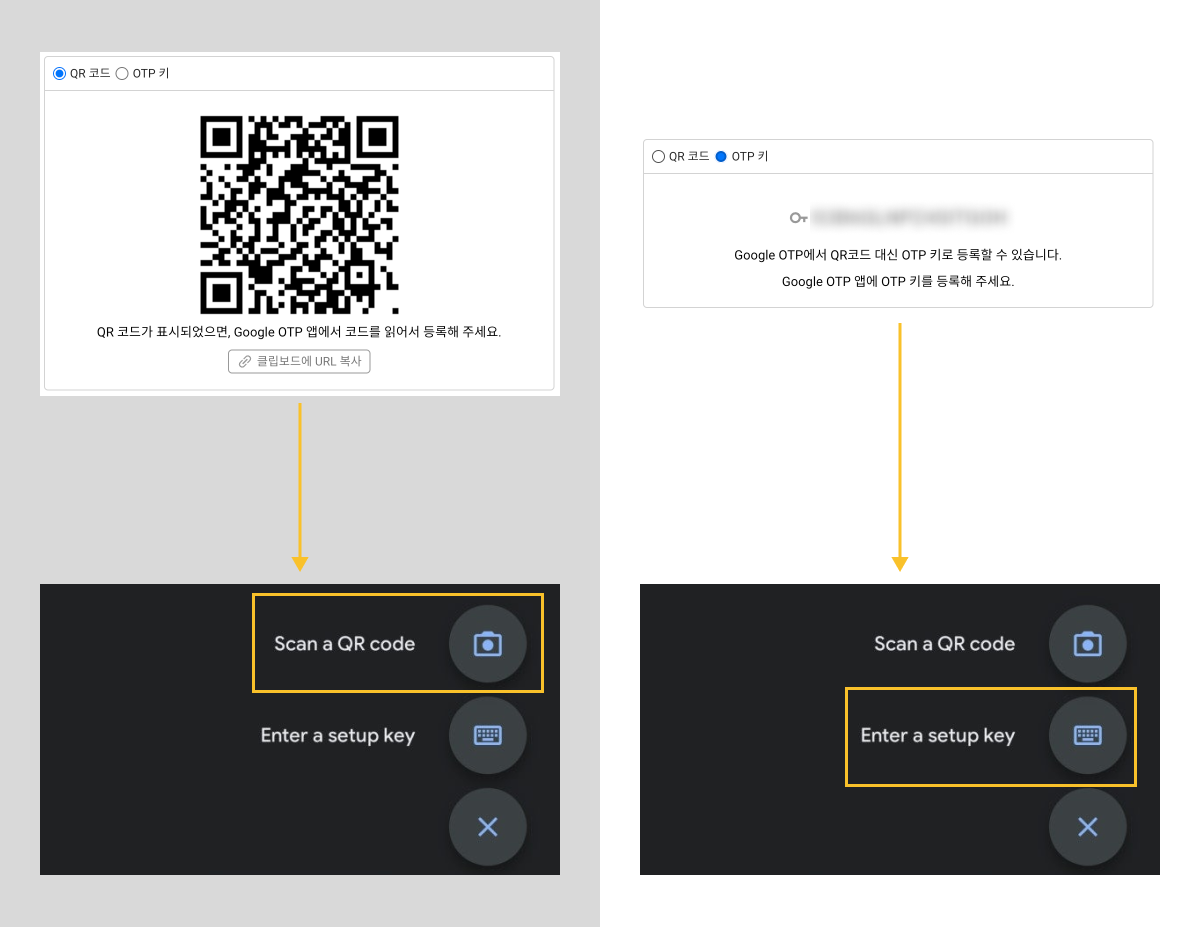 QR 코드 OTP 키
QR 코드가 표시되었으면, Google OTP 앱에서 코드를 읽어서 등록해 주세요.
클립보드에 URL 복사
Scan a QR code
Enter a setup key
QR 코드 OTP 키
Google OTP에서 QR코드 대신 OTP 키로 등록할 수 있습니다.
Google OTP 앱에 OTP 키를 등록해 주세요.
Scan a QR code
Enter a setup key